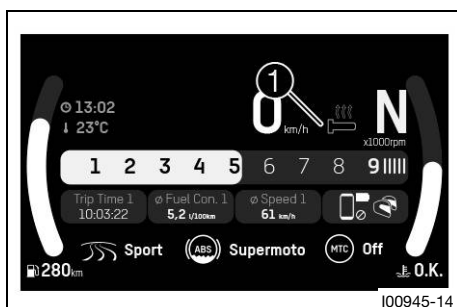 1
13:02
0 km/h
N
23°C
x1000rpm
1 2 3 4 5 6 7 8 9
Trip Time 1
10:03:22
ø Fuel Con. 1
5,2 l/100km
ø Speed 1
61 km/h
Sport
ABS Supermoto
MTC Off
280km
O.K.
I00945-14